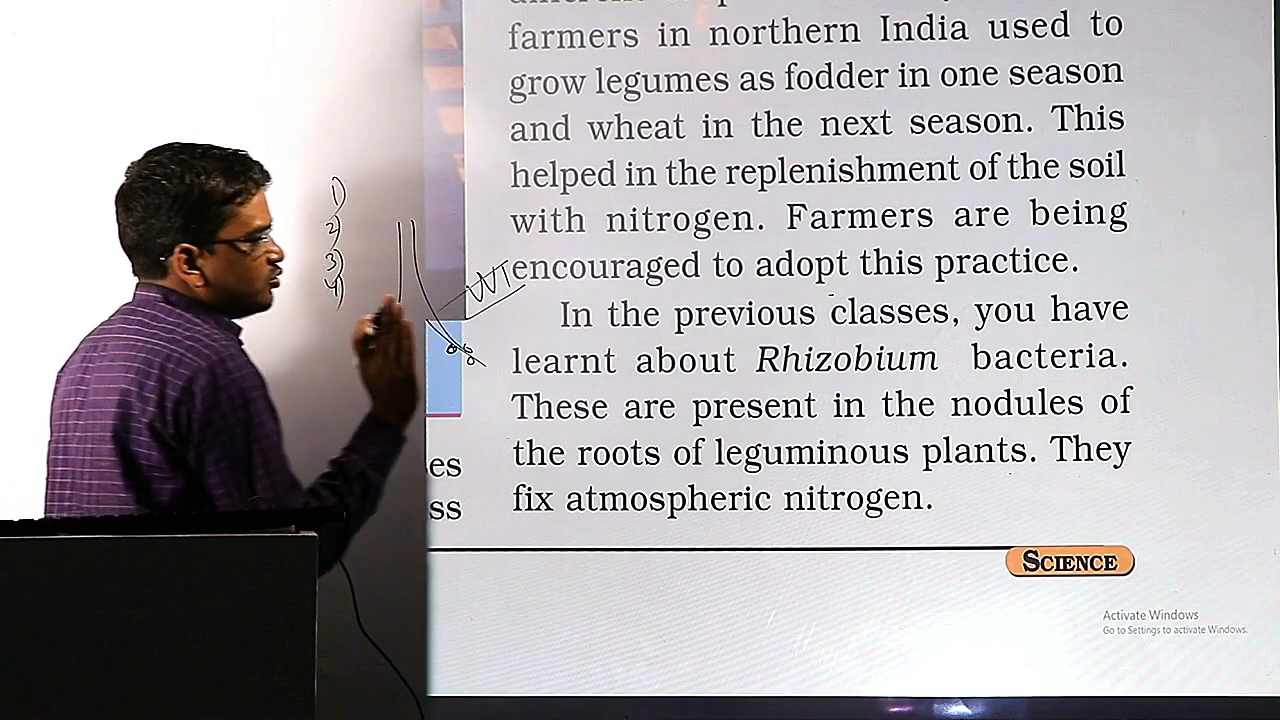 farmers in northern India used to
grow legumes as fodder in one season
and wheat in the next season. This
helped in the replenishment of the soil
with nitrogen. Farmers are being
encouraged to adopt this practice.
In the previous classes, you have
learnt about Rhizobium bacteria.
These are present in the nodules of
the roots of leguminous plants. They
fix atmospheric nitrogen.
1)
2)
3)
4)
es
ss
SCIENCE
Activate Windows
Go to Settings to activate Windows.